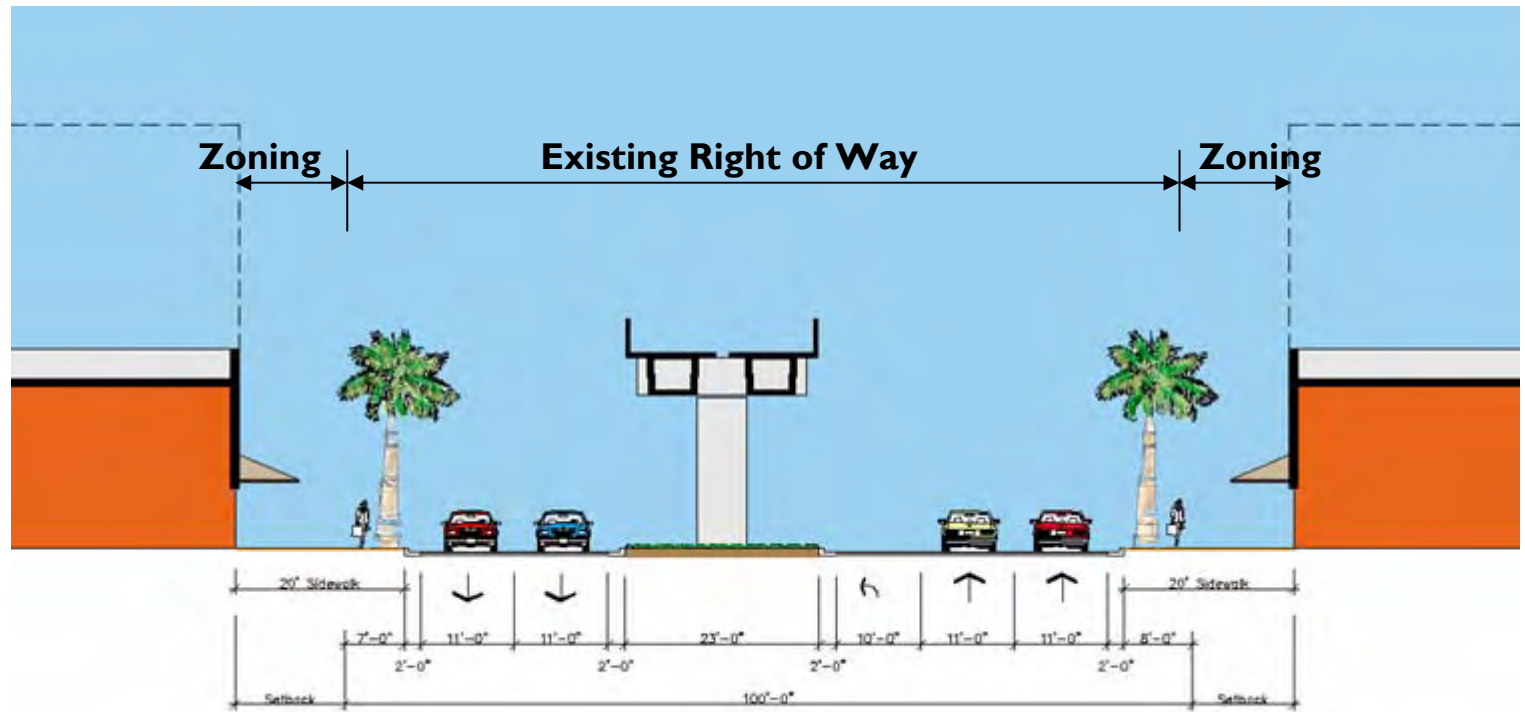 Zoning Existing Right of Way Zoning
20' Sidewalk 20' Sidewalk
7'-0" 11'-0" 11'-0" 23'-0" 10'-0" 11'-0" 11'-0" 8'-0"
2'-0" 2'-0" 2'-0" 2'-0"
Setback 100'-0" Setback